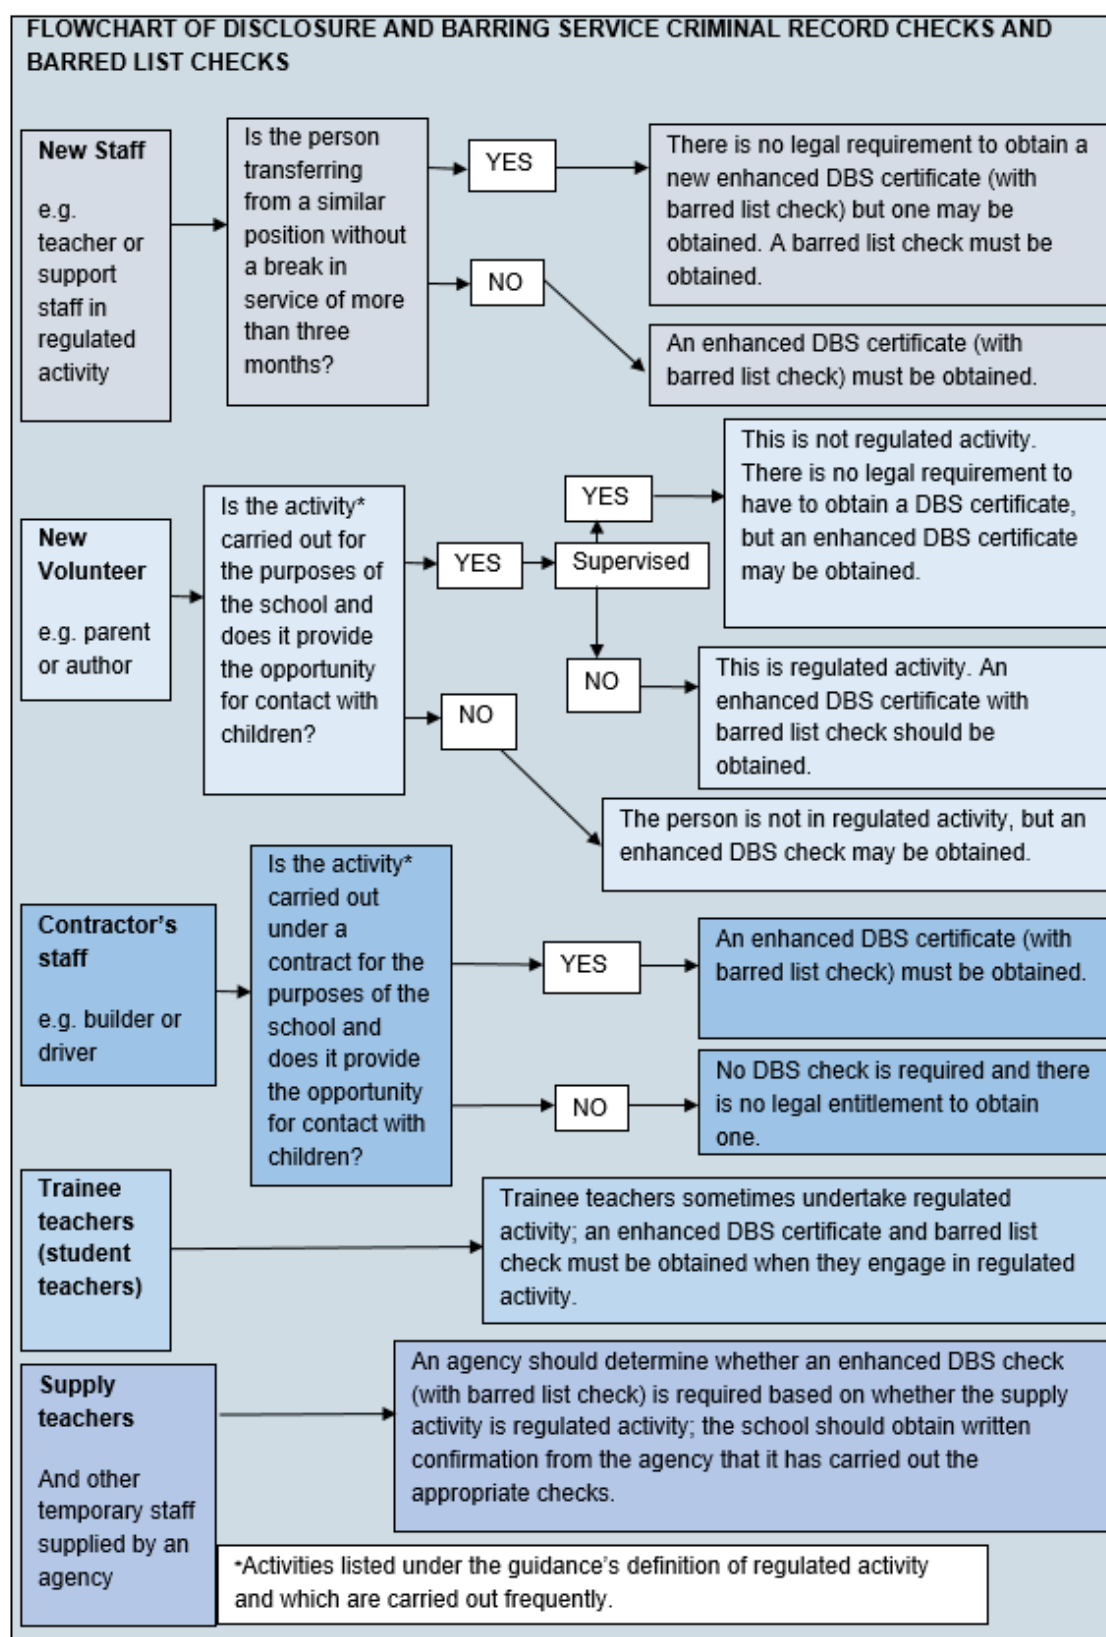 FLOWCHART OF DISCLOSURE AND BARRING SERVICE CRIMINAL RECORD CHECKS AND
BARRED LIST CHECKS
New Staff
e.g.
teacher or
support
staff in
regulated
activity
Is the person
transferring
from a similar
position without
a break in
service of more
than three
months?
YES
There is no legal requirement to obtain a
new enhanced DBS certificate (with
barred list check) but one may be
obtained. A barred list check must be
obtained.
NO
An enhanced DBS certificate (with
barred list check) must be obtained.
New
Volunteer
e.g. parent
or author
Is the activity*
carried out for
the purposes of
the school and
does it provide
the opportunity
for contact with
children?
YES
Supervised
YES
This is not regulated activity.
There is no legal requirement to
have to obtain a DBS certificate,
but an enhanced DBS certificate
may be obtained.
NO
This is regulated activity. An
enhanced DBS certificate with
barred list check should be
obtained.
NO
The person is not in regulated activity, but an
enhanced DBS check may be obtained.
Contractor's
staff
e.g. builder or
driver
Is the activity*
carried out
under a
contract for the
purposes of the
school and
does it provide
the opportunity
for contact with
children?
YES
An enhanced DBS certificate (with
barred list check) must be obtained.
NO
No DBS check is required and there
is no legal entitlement to obtain
one.
Trainee
teachers
(student
teachers)
Trainee teachers sometimes undertake regulated
activity; an enhanced DBS certificate and barred list
check must be obtained when they engage in regulated
activity.
Supply
teachers
And other
temporary staff
supplied by an
agency
An agency should determine whether an enhanced DBS check
(with barred list check) is required based on whether the supply
activity is regulated activity; the school should obtain written
confirmation from the agency that it has carried out the
appropriate checks.
*Activities listed under the guidance's definition of regulated activity
and which are carried out frequently.